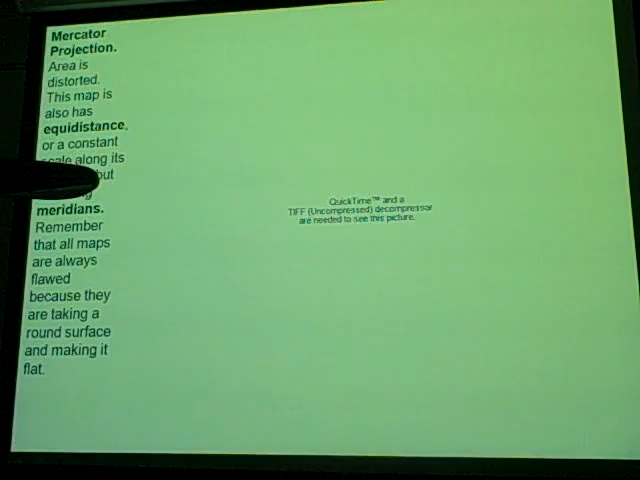 Mercator
Projection.
Area is
distorted.
This map is
also has
equidistance,
or a constant
scale along its
but
meridians.
Remember
that all maps
are always
flawed
because they
are taking a
round surface
and making it
flat.
QuickTime™ and a
TIFF (Uncompressed) decompressor
are needed to see this picture.